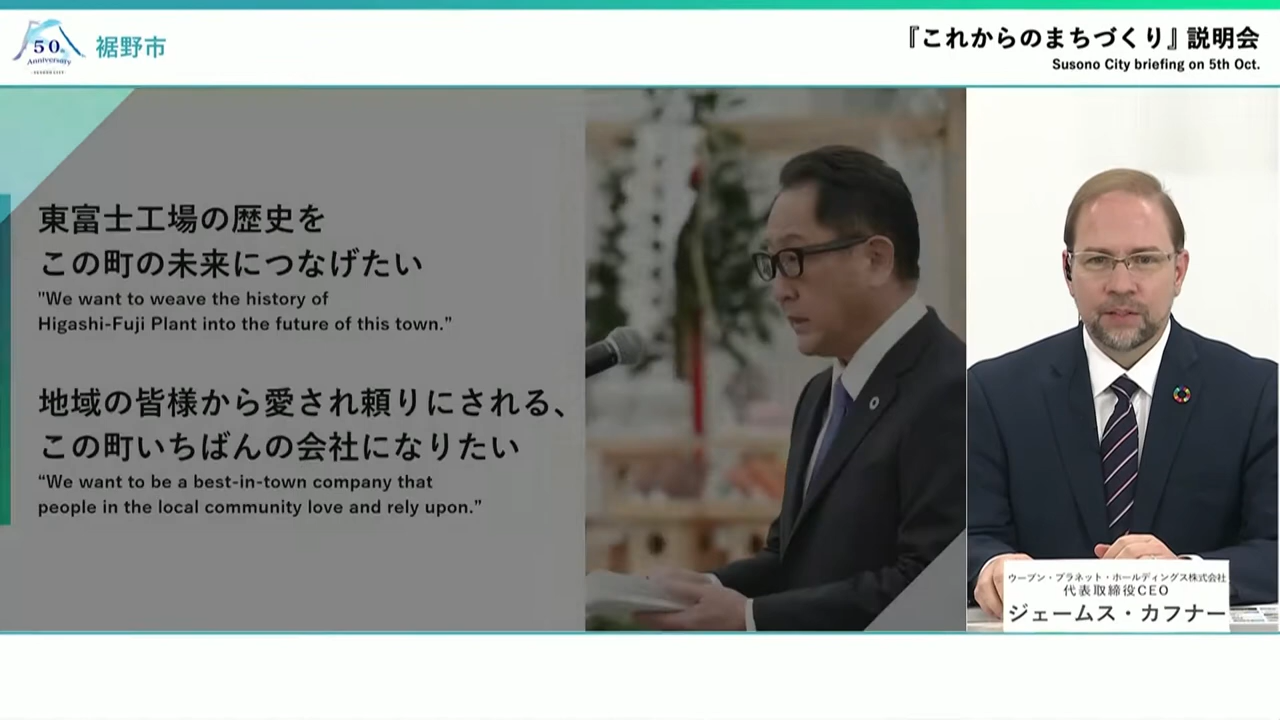 50th
Anniversary
裾野市
『これからのまちづくり』説明会
Susono City briefing on 5th Oct.
東富士工場の歴史を
この町の未来につなげたい
"We want to weave the history of
Higashi-Fuji Plant into the future of this town.”
地域の皆様から愛され頼りにされる、
この町いちばんの会社になりたい
“We want to be a best-in-town company that
people in the local community love and rely upon.”
ウーブン・プラネット・ホールディングス株式会社
代表取締役CEO
ジェームス・カフナー